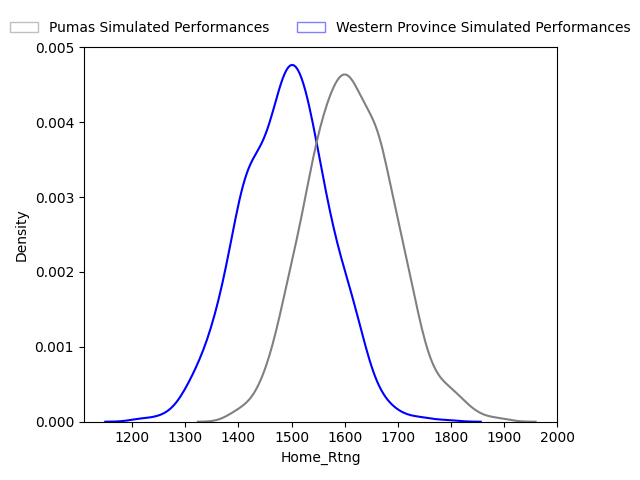 Pumas Simulated Performances Western Province Simulated Performances
0.005
0.004
0.003
0.002
0.001
0.000
Density
1200 1300 1400 1500 1600 1700 1800 1900 2000
Home_Rtng